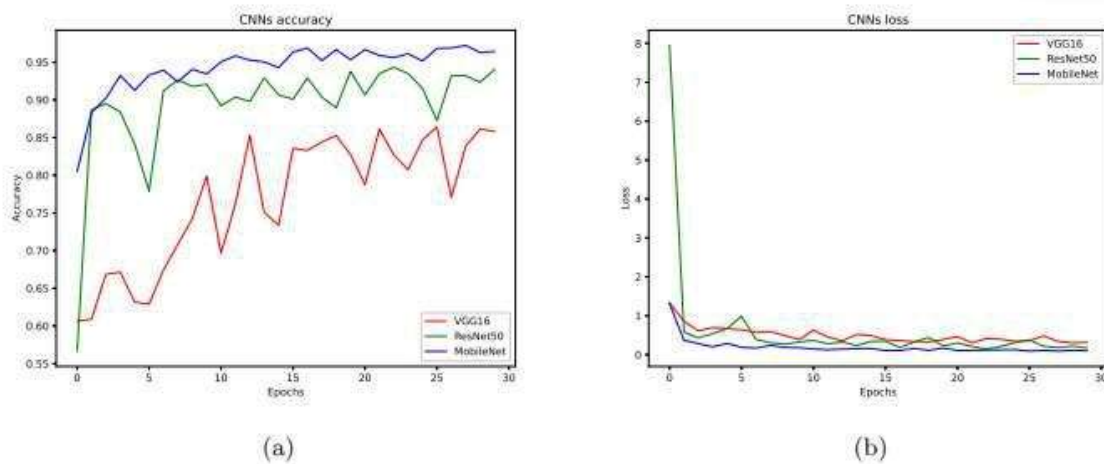 CNNs accuracy
0.95
0.90
0.85
0.80
0.75
0.70
0.65
0.60
0.55
Accuracy
VGG16
ResNet50
MobileNet
0 5 10 15 20 25 30
Epochs
(a)
CNNs loss
8
7
6
5
4
3
2
1
0
Loss
VGG16
ResNet50
MobileNet
0 5 10 15 20 25 30
Epochs
(b)